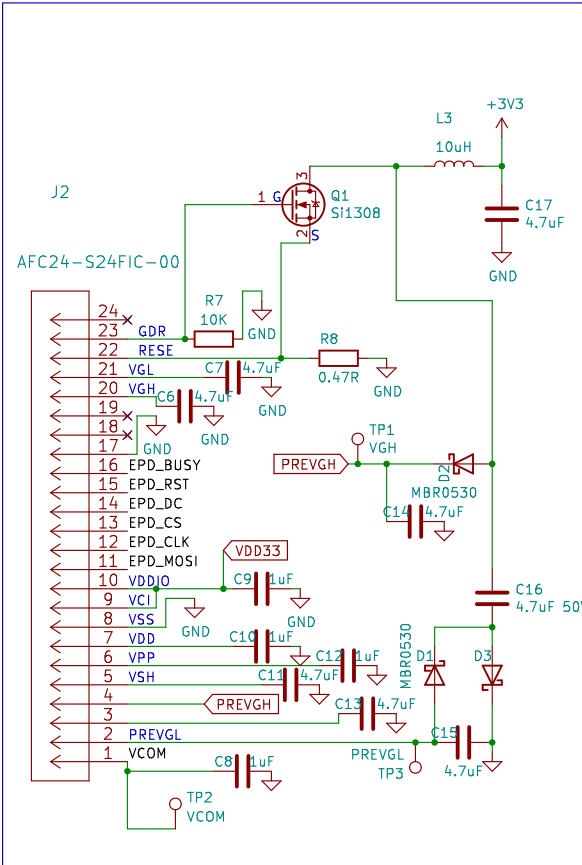 +3V3
L3
10uH
J2
3
1 G
Q1
Si1308
C17
4.7uF
2
S
GND
AFC24-S24FIC-00
R7
10K
GND
R8
0.47R
GND
24
23 GDR
22 RESE
21 VGL
C7 4.7uF
GND
20 VGH
C6 4.7uF
GND
19
18
GND
17
TP1
VGH
PREVGH
D2
MBR0530
C14 4.7uF
16 EPD_BUSY
15 EPD_RST
14 EPD_DC
13 EPD_CS
12 EPD_CLK
11 EPD_MOSI
VDD33
10 VDDIO
C9 1uF
GND
9 VCI
8 VSS
GND
C16
4.7uF 50V
7 VDD
C10 1uF
6 VPP
C12 1uF
5 VSH
C11 4.7uF
MBR0530
D1
D3
4
PREVGH
3
C13 4.7uF
2 PREVGL
PREVGL
TP3
C15
4.7uF
1 VCOM
C8 1uF
TP2
VCOM